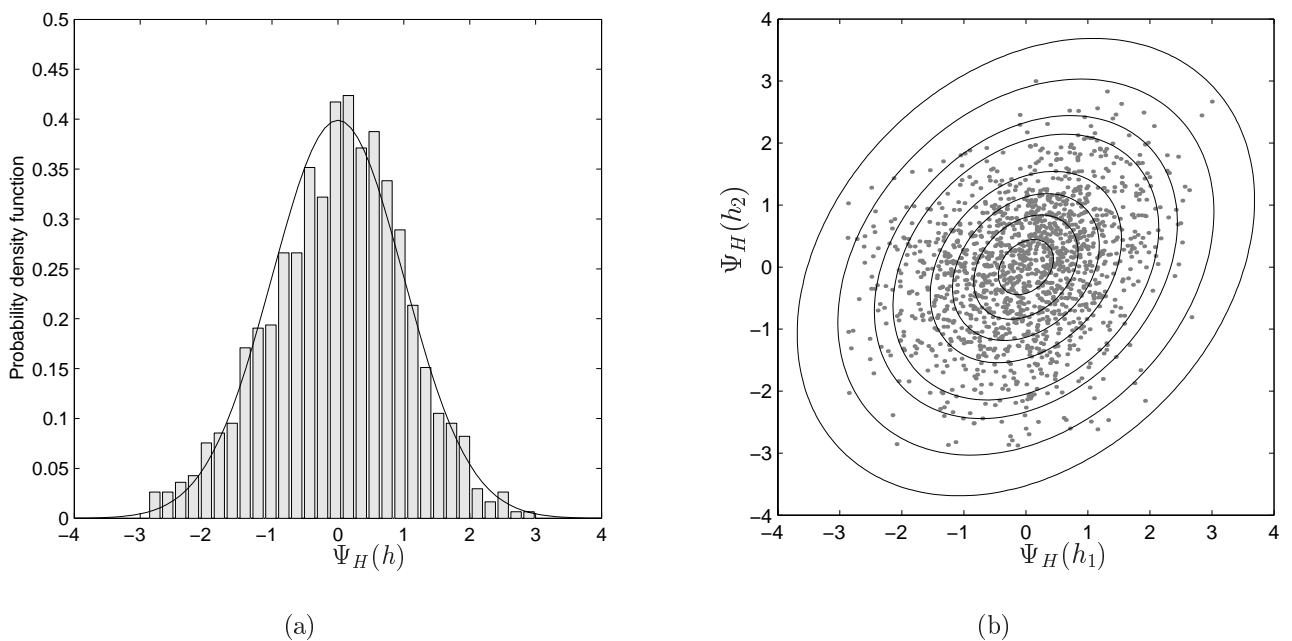 0.5
0.45
0.4
0.35
0.3
0.25
0.2
0.15
0.1
0.05
0
Probability density function
−4 −3 −2 −1 0 1 2 3 4
Ψ_H(h)
(a)
4
3
2
1
0
−1
−2
−3
−4
Ψ_H(h₂)
−4 −3 −2 −1 0 1 2 3 4
Ψ_H(h₁)
(b)